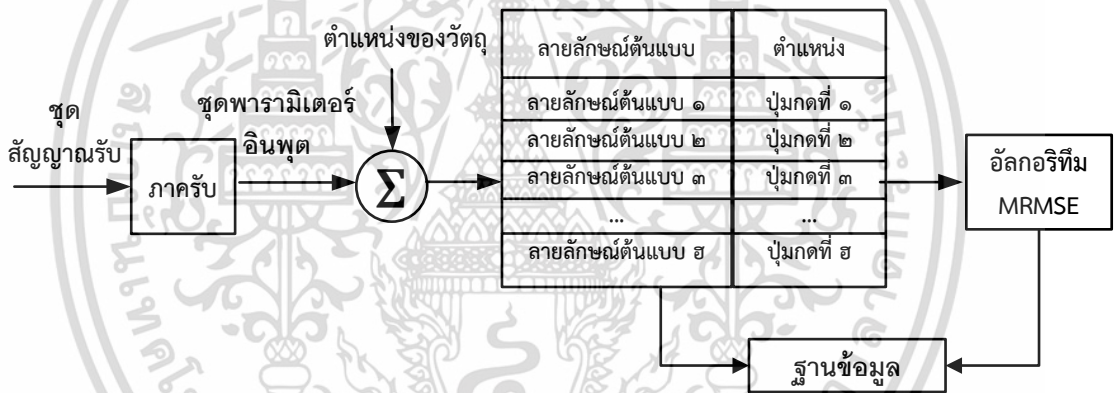 ชุด
สัญญาณรับ
ภาครับ
ชุดพารามิเตอร์
อินพุต
ตำแหน่งของวัตถุ
Σ
ลายลักษณ์ต้นแบบ ตำแหน่ง
ลายลักษณ์ต้นแบบ ๑ ปุ่มกดที่ ๑
ลายลักษณ์ต้นแบบ ๒ ปุ่มกดที่ ๒
ลายลักษณ์ต้นแบบ ๓ ปุ่มกดที่ ๓
... ...
ลายลักษณ์ต้นแบบ ฮ ปุ่มกดที่ ฮ
อัลกอริทึม
MRMSE
ฐานข้อมูล